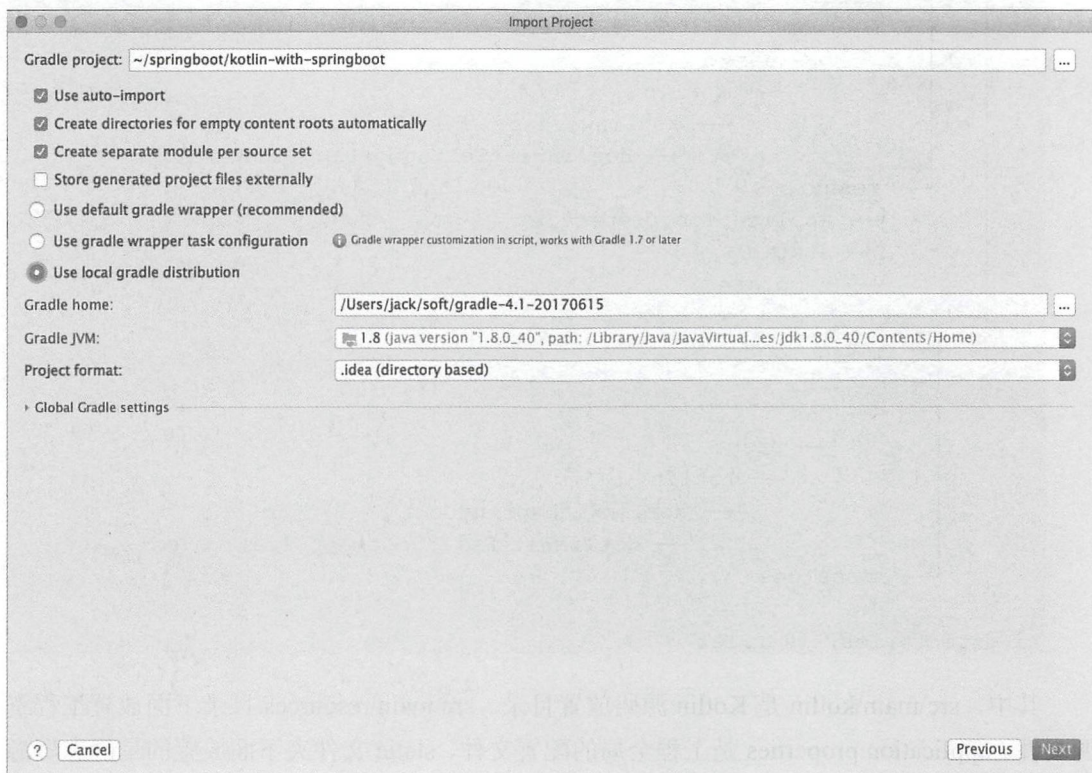 Import Project
Gradle project: ~/springboot/kotlin-with-springboot ...
Use auto-import
Create directories for empty content roots automatically
Create separate module per source set
Store generated project files externally
Use default gradle wrapper (recommended)
Use gradle wrapper task configuration Gradle wrapper customization in script, works with Gradle 1.7 or later
Use local gradle distribution
Gradle home: /Users/jack/soft/gradle-4.1-20170615 ...
Gradle JVM: 1.8 (java version "1.8.0_40", path: /Library/Java/JavaVirtual...es/jdk1.8.0_40/Contents/Home)
Project format: .idea (directory based)
Global Gradle settings
? Cancel Previous Next